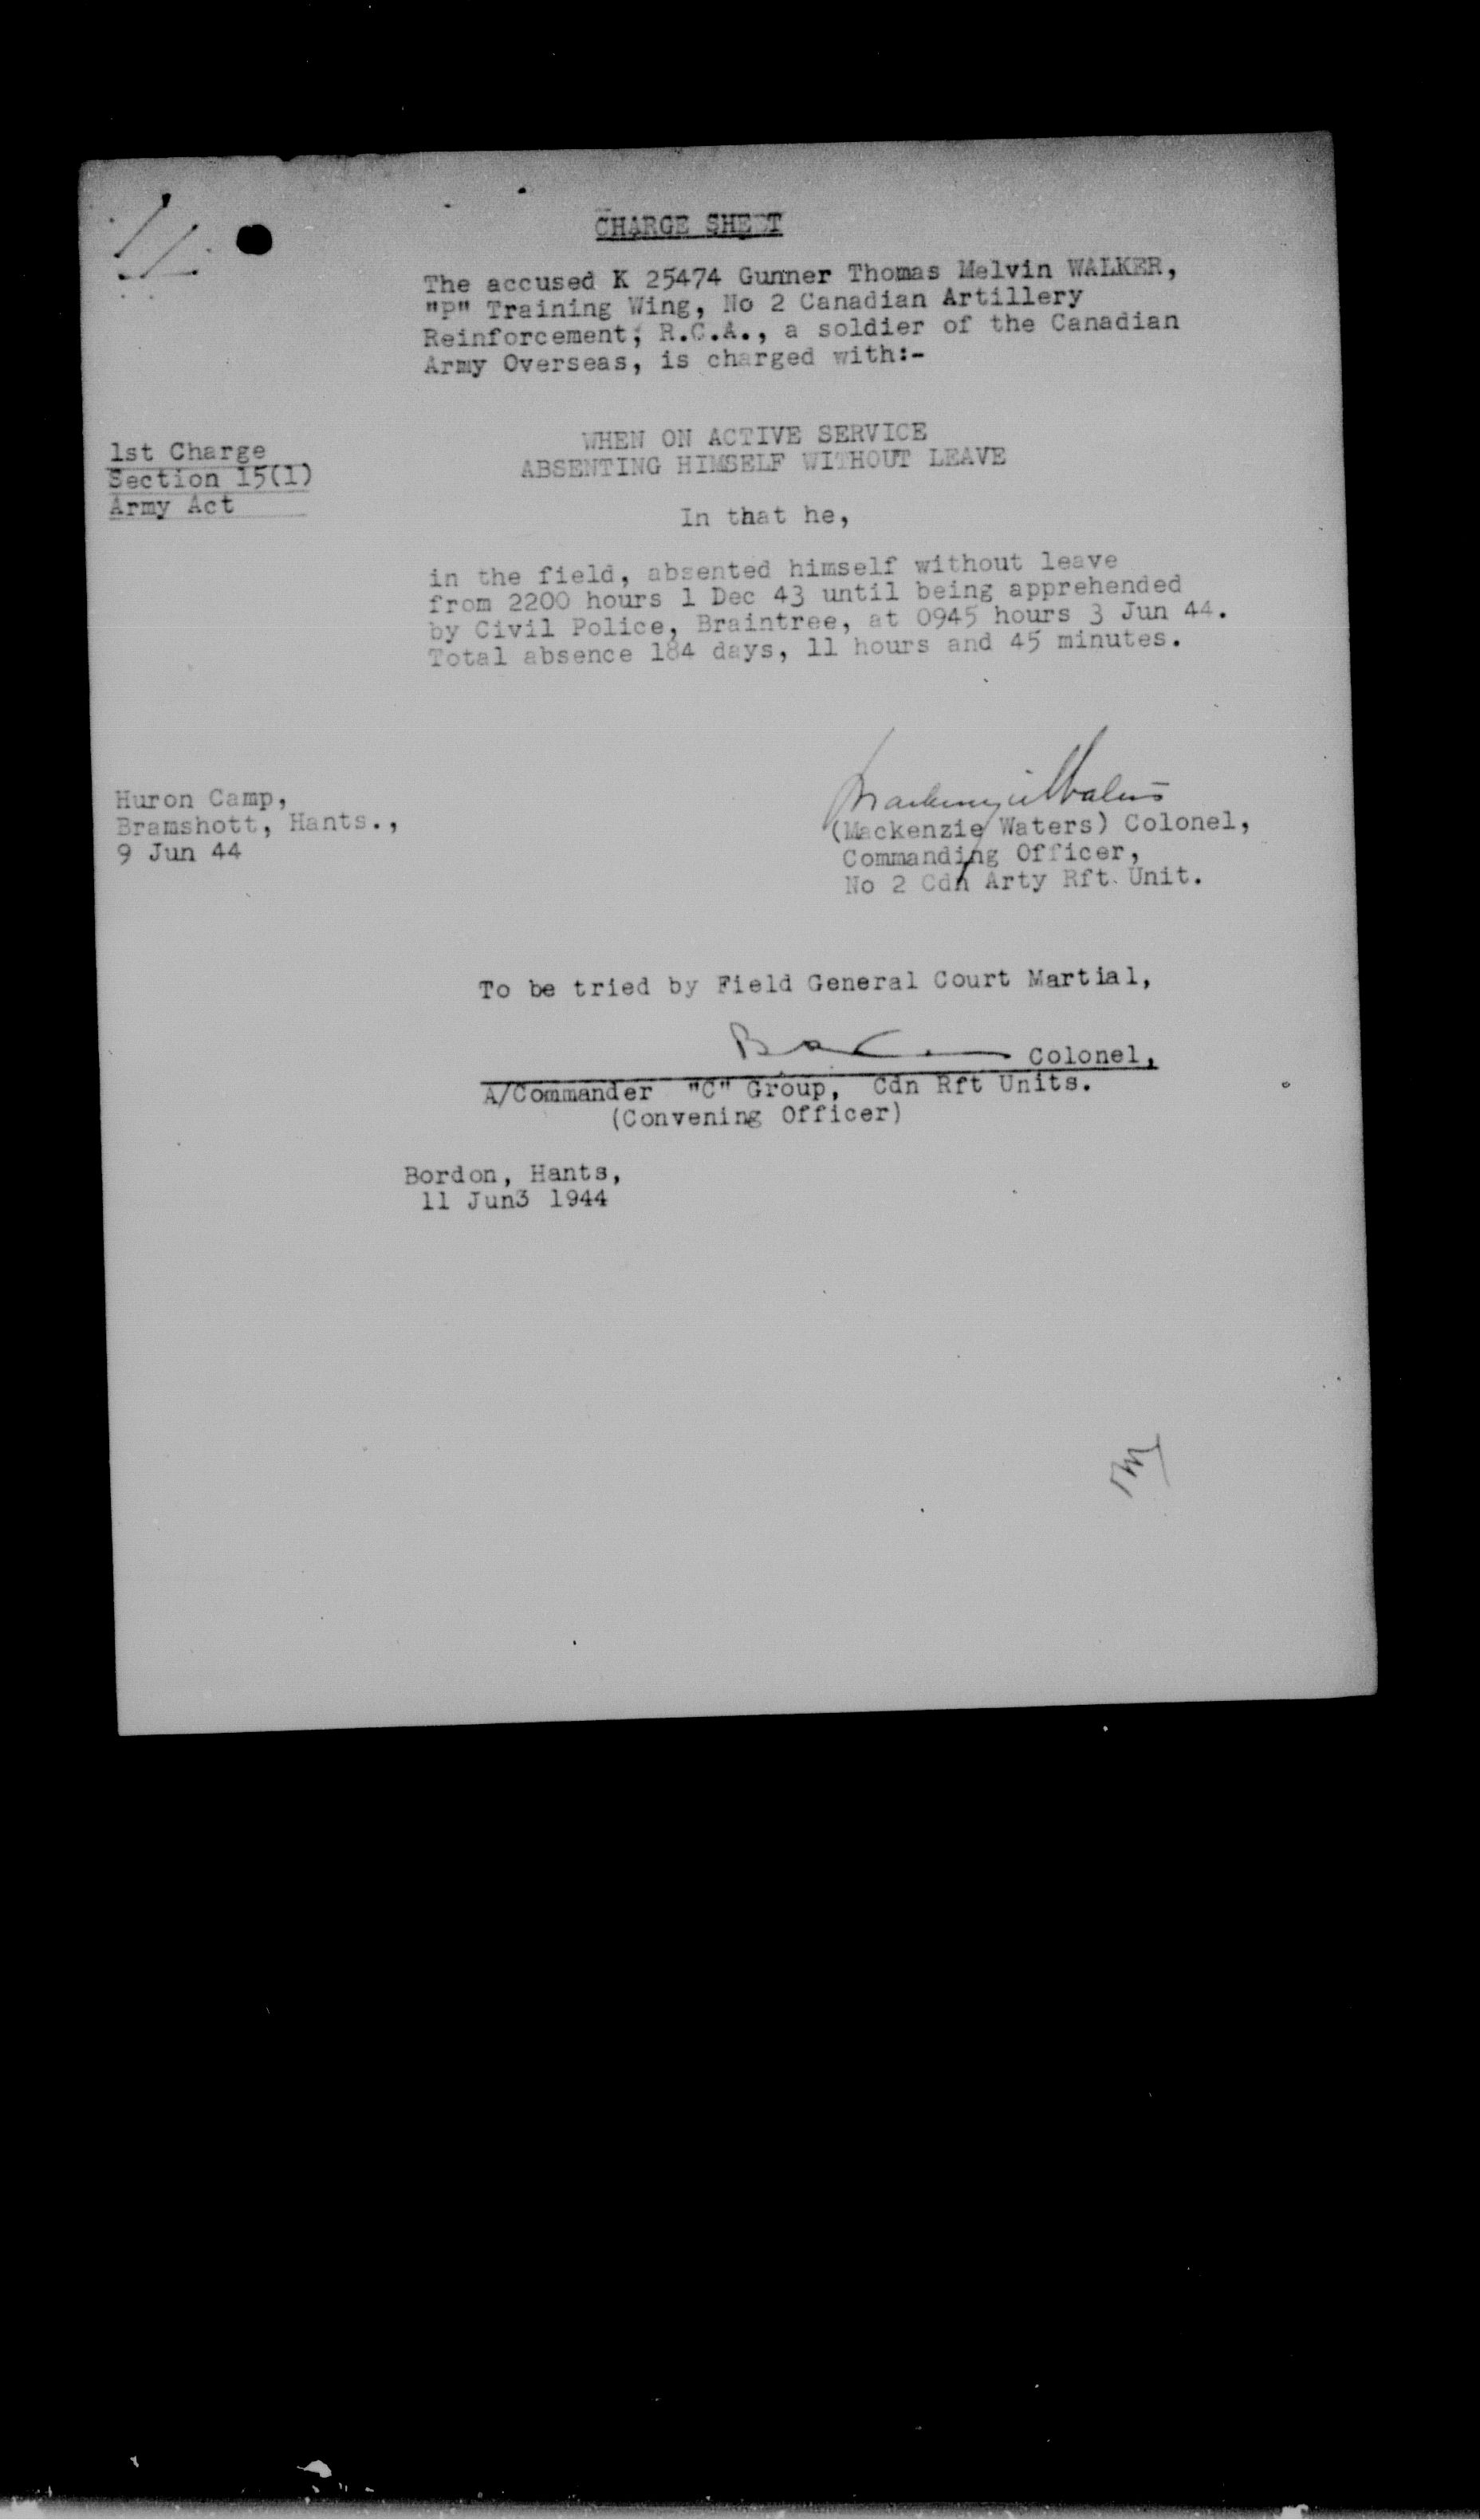 CHARGE SHEET
The accused K 25474 Gunner Thomas Melvin WALKER,
"P" Training Wing, No 2 Canadian Artillery
Reinforcement, R.C.A., a soldier of the Canadian
Army Overseas, is charged with:-
1st Charge
Section 15(1)
Army Act
WHEN ON ACTIVE SERVICE
ABSENTING HIMSELF WITHOUT LEAVE
In that he,
in the field, absented himself without leave
from 2200 hours 1 Dec 43 until being apprehended
by Civil Police, Braintree, at 0945 hours 3 Jun 44.
Total absence 184 days, 11 hours and 45 minutes.
Huron Camp,
Bramshott, Hants.,
9 Jun 44
Mackenzie Waters
(Mackenzie Waters) Colonel,
Commanding Officer,
No 2 Cdn Arty Rft Unit.
To be tried by Field General Court Martial,
Colonel,
A/Commander "C" Group, Cdn Rft Units.
(Convening Officer)
Bordon, Hants,
11 Jun3 1944